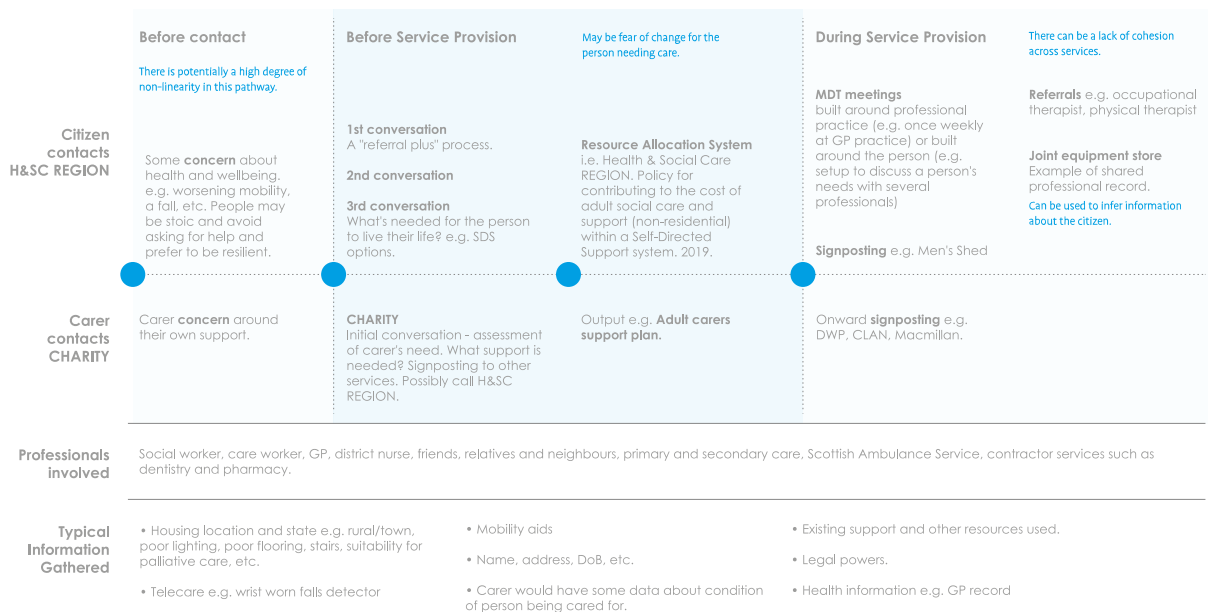 Before contact
There is potentially a high degree of
non-linearity in this pathway.
Before Service Provision
May be fear of change for the
person needing care.
During Service Provision
There can be a lack of cohesion
across services.
Citizen
contacts
H&SC REGION
Some concern about
health and wellbeing.
e.g. worsening mobility,
a fall, etc. People may
be stoic and avoid
asking for help and
prefer to be resilient.
1st conversation
A "referral plus" process.
2nd conversation
3rd conversation
What's needed for the person
to live their life? e.g. SDS
options.
Resource Allocation System
i.e. Health & Social Care
REGION. Policy for
contributing to the cost of
adult social care and
support (non-residential)
within a Self-Directed
Support system. 2019.
MDT meetings
built around professional
practice (e.g. once weekly
at GP practice) or built
around the person (e.g.
setup to discuss a person's
needs with several
professionals)
Signposting e.g. Men's Shed
Referrals e.g. occupational
therapist, physical therapist
Joint equipment store
Example of shared
professional record.
Can be used to infer information
about the citizen.
Carer
contacts
CHARITY
Carer concern around
their own support.
CHARITY
Initial conversation - assessment
of carer's need. What support is
needed? Signposting to other
services. Possibly call H&SC
REGION.
Output e.g. Adult carers
support plan.
Onward signposting e.g.
DWP, CLAN, Macmillan.
Professionals
involved
Social worker, care worker, GP, district nurse, friends, relatives and neighbours, primary and secondary care, Scottish Ambulance Service, contractor services such as
dentistry and pharmacy.
Typical
Information
Gathered
• Housing location and state e.g. rural/town,
poor lighting, poor flooring, stairs, suitability for
palliative care, etc.
• Telecare e.g. wrist worn falls detector
• Mobility aids
• Name, address, DoB, etc.
• Carer would have some data about condition
of person being cared for.
• Existing support and other resources used.
• Legal powers.
• Health information e.g. GP record